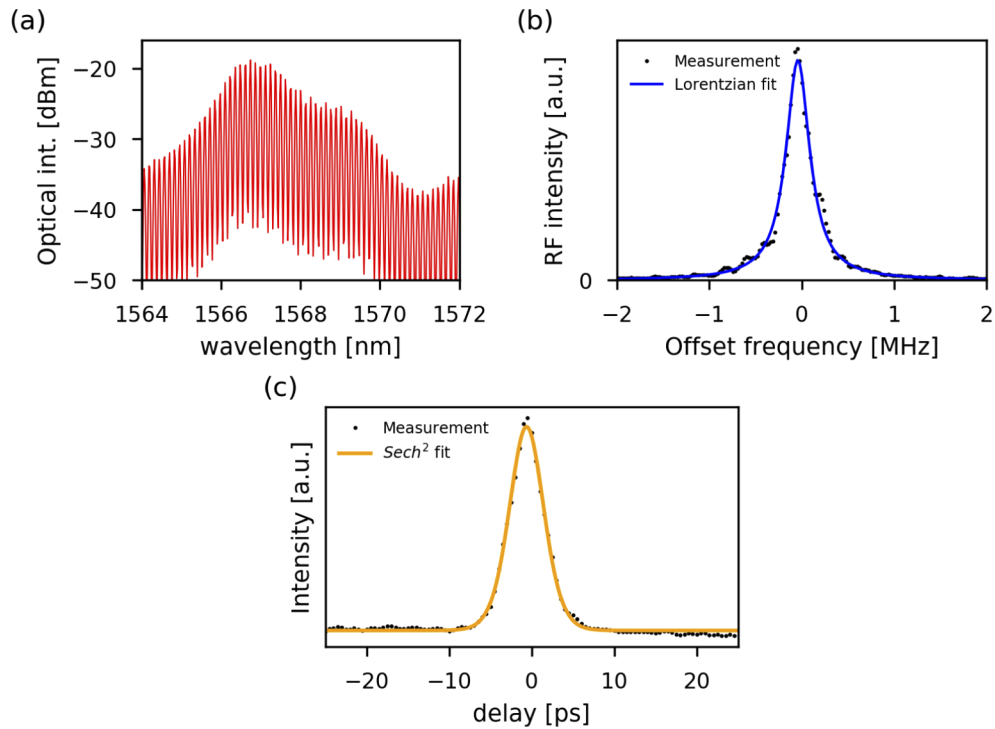 (a)
Optical int. [dBm]
−20
−30
−40
−50
1564 1566 1568 1570 1572
wavelength [nm]
(b)
RF intensity [a.u.]
Measurement
Lorentzian fit
0
−2 −1 0 1 2
Offset frequency [MHz]
(c)
Intensity [a.u.]
Measurement
Sech² fit
−20 −10 0 10 20
delay [ps]